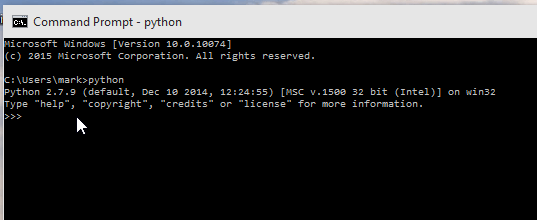 Command Prompt - python
Microsoft Windows [Version 10.0.10074]
(c) 2015 Microsoft Corporation. All rights reserved.
C:\Users\mark>python
Python 2.7.9 (default, Dec 10 2014, 12:24:55) [MSC v.1500 32 bit (Intel)] on win32
Type "help", "copyright", "credits" or "license" for more information.
>>>